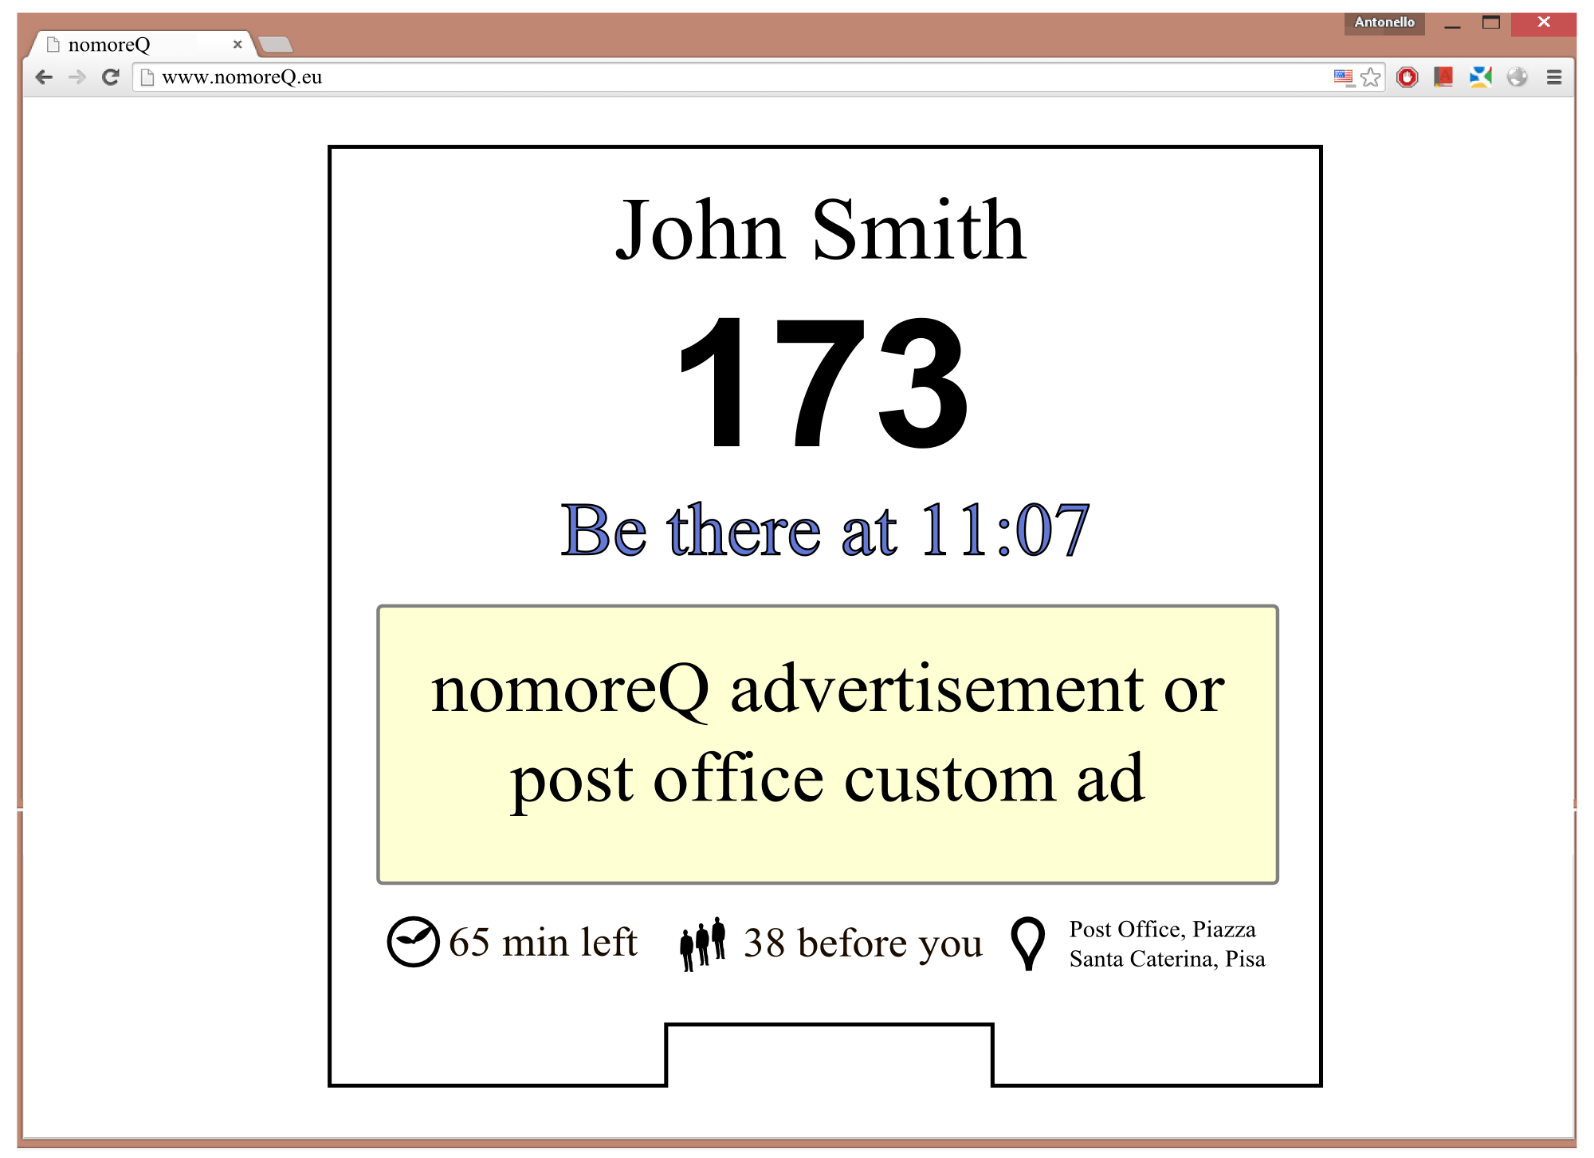 Antonello
nomoreQ
www.nomoreQ.eu
John Smith
173
Be there at 11:07
nomoreQ advertisement or
post office custom ad
65 min left
38 before you
Post Office, Piazza
Santa Caterina, Pisa